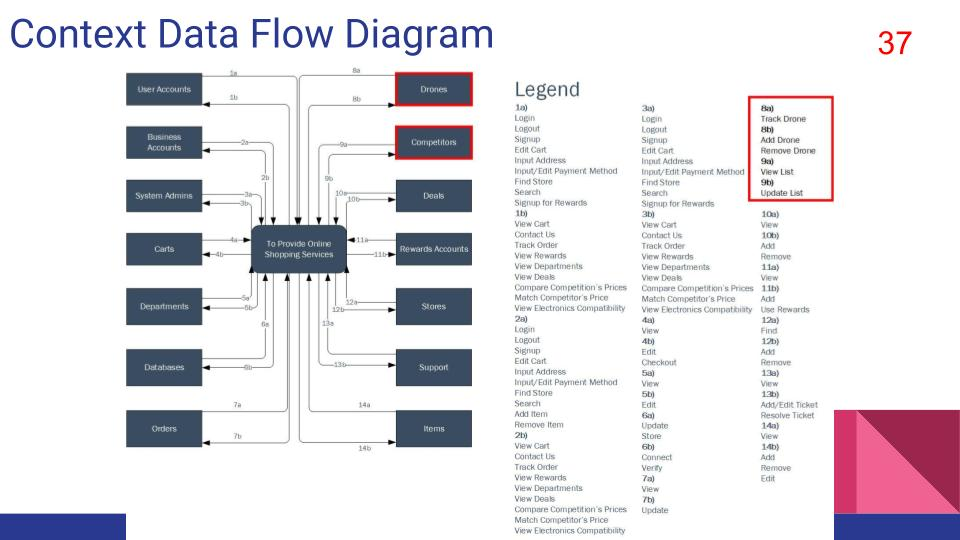 Context Data Flow Diagram
37
User Accounts
1a
1b
Business
Accounts
2a
2b
System Admins
3a
3b
Carts
4a
4b
Departments
5a
5b
Databases
6a
6b
Orders
7a
7b
To Provide Online
Shopping Services
8a
8b
Drones
9a
9b
Competitors
10a
10b
Deals
11a
11b
Rewards Accounts
12a
12b
Stores
13a
13b
Support
14a
14b
Items
Legend
1a)
Login
Logout
Signup
Edit Cart
Input Address
Input/Edit Payment Method
Find Store
Search
Signup for Rewards
1b)
View Cart
Contact Us
Track Order
View Rewards
View Departments
View Deals
Compare Competition's Prices
Match Competitor's Price
View Electronics Compatibility
2a)
Login
Logout
Signup
Edit Cart
Input Address
Input/Edit Payment Method
Find Store
Search
Add Item
Remove Item
2b)
View Cart
Contact Us
Track Order
View Rewards
View Departments
View Deals
Compare Competition's Prices
Match Competitor's Price
View Electronics Compatibility
3a)
Login
Logout
Signup
Edit Cart
Input Address
Input/Edit Payment Method
Find Store
Search
Signup for Rewards
3b)
View Cart
Contact Us
Track Order
View Rewards
View Departments
View Deals
Compare Competition's Prices
Match Competitor's Price
View Electronics Compatibility
4a)
View
4b)
Edit
Checkout
5a)
View
5b)
Edit
6a)
Update
Store
6b)
Connect
Verify
7a)
View
7b)
Update
8a)
Track Drone
8b)
Add Drone
Remove Drone
9a)
View List
9b)
Update List
10a)
View
10b)
Add
Remove
11a)
View
11b)
Add
Use Rewards
12a)
Find
12b)
Add
Remove
13a)
View
13b)
Add/Edit Ticket
Resolve Ticket
14a)
View
14b)
Add
Remove
Edit